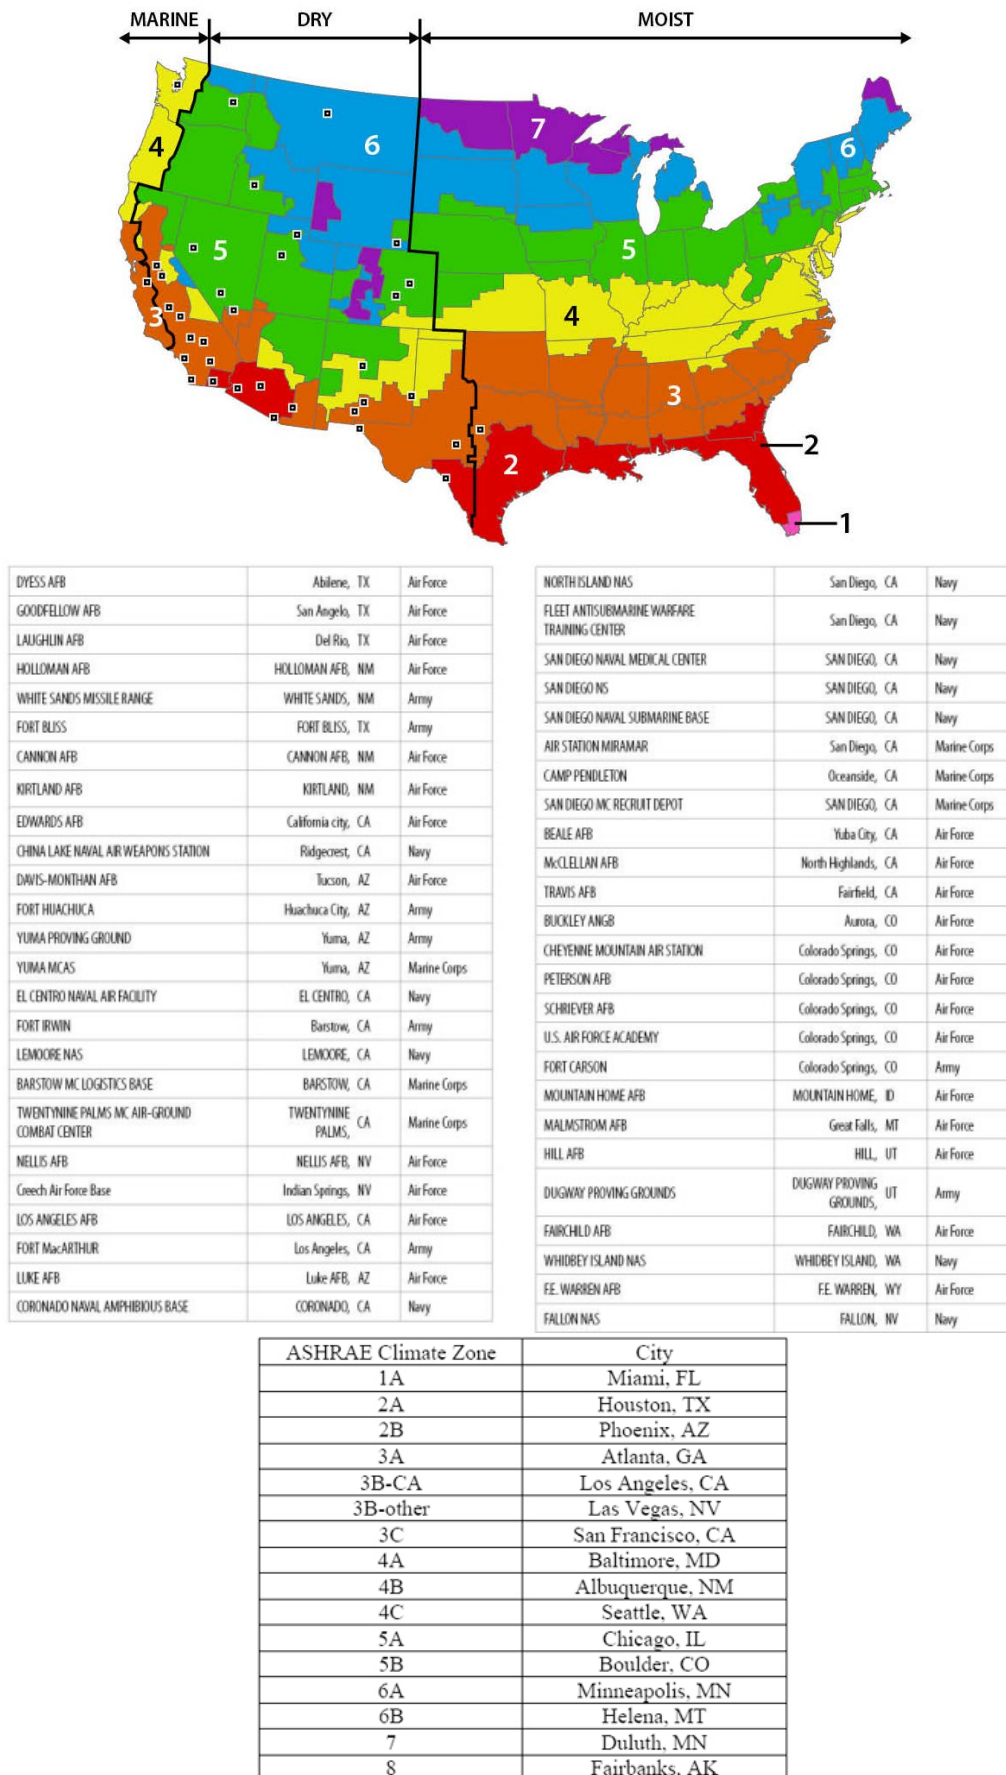 MARINE DRY MOIST
7
6 6
4
5 5
4
3 3
2 2
1
DYESS AFB Abilene, TX Air Force
GOODFELLOW AFB San Angelo, TX Air Force
LAUGHLIN AFB Del Rio, TX Air Force
HOLLOMAN AFB HOLLOMAN AFB, NM Air Force
WHITE SANDS MISSILE RANGE WHITE SANDS, NM Army
FORT BLISS FORT BLISS, TX Army
CANNON AFB CANNON AFB, NM Air Force
KIRTLAND AFB KIRTLAND, NM Air Force
EDWARDS AFB California city, CA Air Force
CHINA LAKE NAVAL AIR WEAPONS STATION Ridgecrest, CA Navy
DAVIS-MONTHAN AFB Tucson, AZ Air Force
FORT HUACHUCA Huachuca City, AZ Army
YUMA PROVING GROUND Yuma, AZ Army
YUMA MCAS Yuma, AZ Marine Corps
EL CENTRO NAVAL AIR FACILITY EL CENTRO, CA Navy
FORT IRWIN Barstow, CA Army
LEMOORE NAS LEMOORE, CA Navy
BARSTOW MC LOGISTICS BASE BARSTOW, CA Marine Corps
TWENTYNINE PALMS MC AIR-GROUND
COMBAT CENTER
TWENTYNINE
PALMS, CA Marine Corps
NELLIS AFB NELLIS AFB, NV Air Force
Creech Air Force Base Indian Springs, NV Air Force
LOS ANGELES AFB LOS ANGELES, CA Air Force
FORT MacARTHUR Los Angeles, CA Army
LUKE AFB Luke AFB, AZ Air Force
CORONADO NAVAL AMPHIBIOUS BASE CORONADO, CA Navy
NORTH ISLAND NAS San Diego, CA Navy
FLEET ANTISUBMARINE WARFARE
TRAINING CENTER
San Diego, CA Navy
SAN DIEGO NAVAL MEDICAL CENTER SAN DIEGO, CA Navy
SAN DIEGO NS SAN DIEGO, CA Navy
SAN DIEGO NAVAL SUBMARINE BASE SAN DIEGO, CA Navy
AIR STATION MIRAMAR San Diego, CA Marine Corps
CAMP PENDLETON Oceanside, CA Marine Corps
SAN DIEGO MC RECRUIT DEPOT SAN DIEGO, CA Marine Corps
BEALE AFB Yuba City, CA Air Force
McCLELLAN AFB North Highlands, CA Air Force
TRAVIS AFB Fairfield, CA Air Force
BUCKLEY ANGB Aurora, CO Air Force
CHEYENNE MOUNTAIN AIR STATION Colorado Springs, CO Air Force
PETERSON AFB Colorado Springs, CO Air Force
SCHRIEVER AFB Colorado Springs, CO Air Force
U.S. AIR FORCE ACADEMY Colorado Springs, CO Air Force
FORT CARSON Colorado Springs, CO Army
MOUNTAIN HOME AFB MOUNTAIN HOME, ID Air Force
MALMSTROM AFB Great Falls, MT Air Force
HILL AFB HILL, UT Air Force
DUGWAY PROVING GROUNDS
DUGWAY PROVING
GROUNDS, UT Army
FAIRCHILD AFB FAIRCHILD, WA Air Force
WHIDBEY ISLAND NAS WHIDBEY ISLAND, WA Navy
F.E. WARREN AFB F.E. WARREN, WY Air Force
FALLON NAS FALLON, NV Navy
ASHRAE Climate Zone City
1A Miami, FL
2A Houston, TX
2B Phoenix, AZ
3A Atlanta, GA
3B-CA Los Angeles, CA
3B-other Las Vegas, NV
3C San Francisco, CA
4A Baltimore, MD
4B Albuquerque, NM
4C Seattle, WA
5A Chicago, IL
5B Boulder, CO
6A Minneapolis, MN
6B Helena, MT
7 Duluth, MN
8 Fairbanks, AK